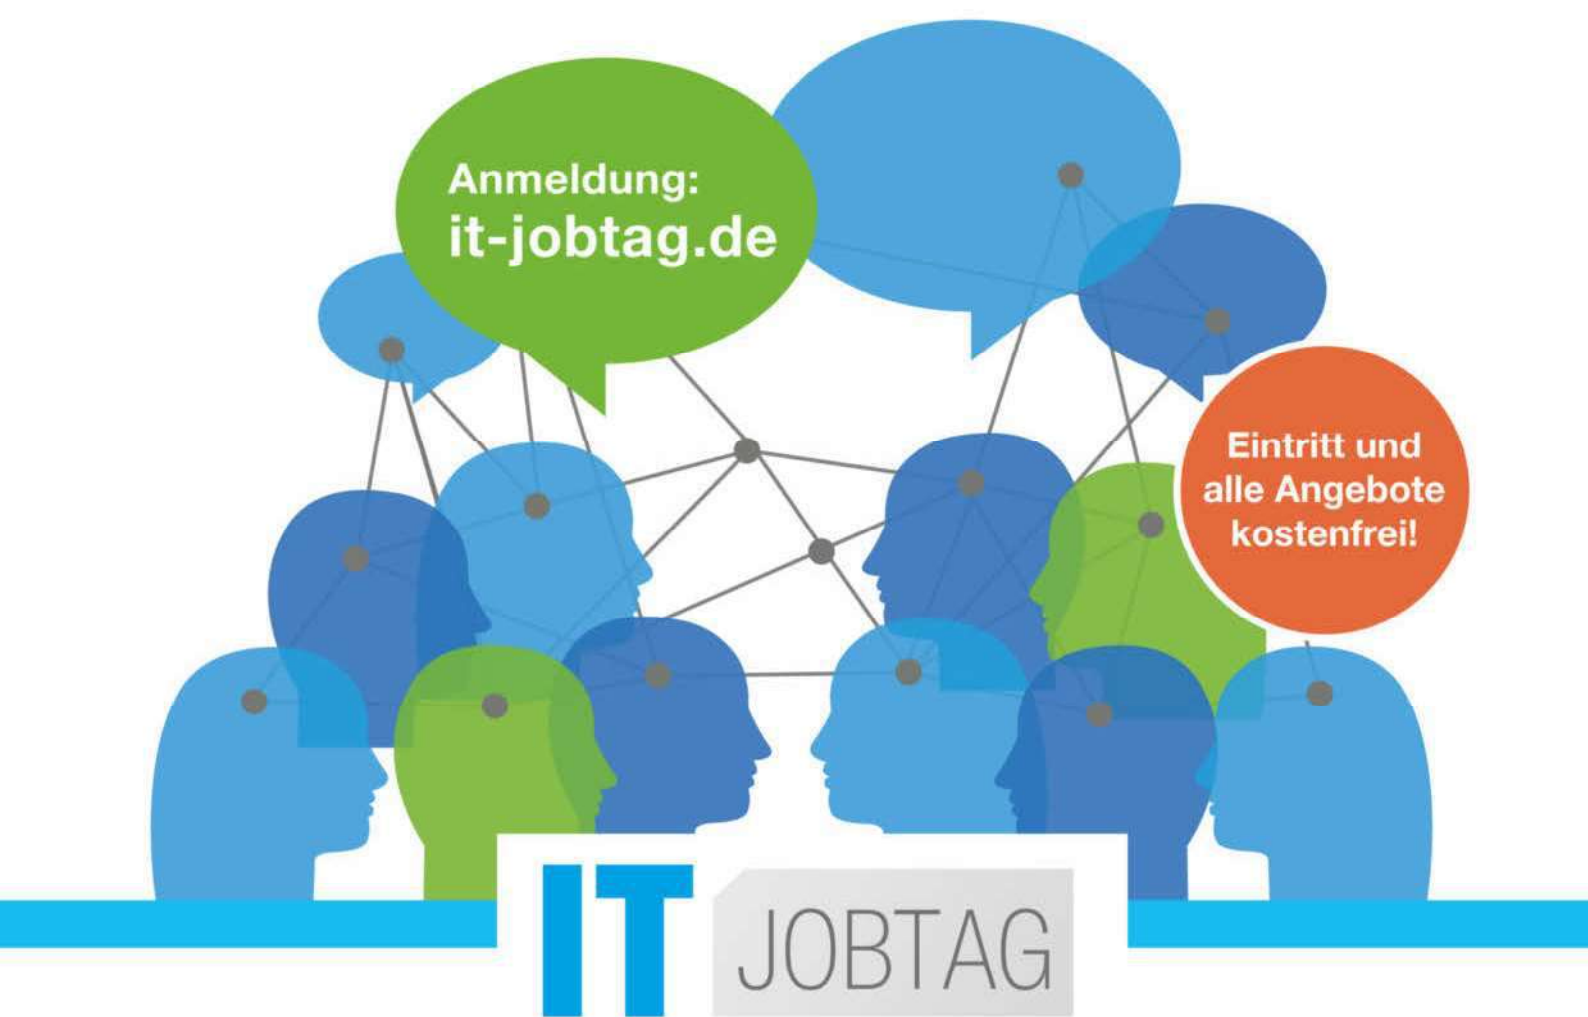 Anmeldung:
it-jobtag.de
Eintritt und
alle Angebote
kostenfrei!
IT JOBTAG